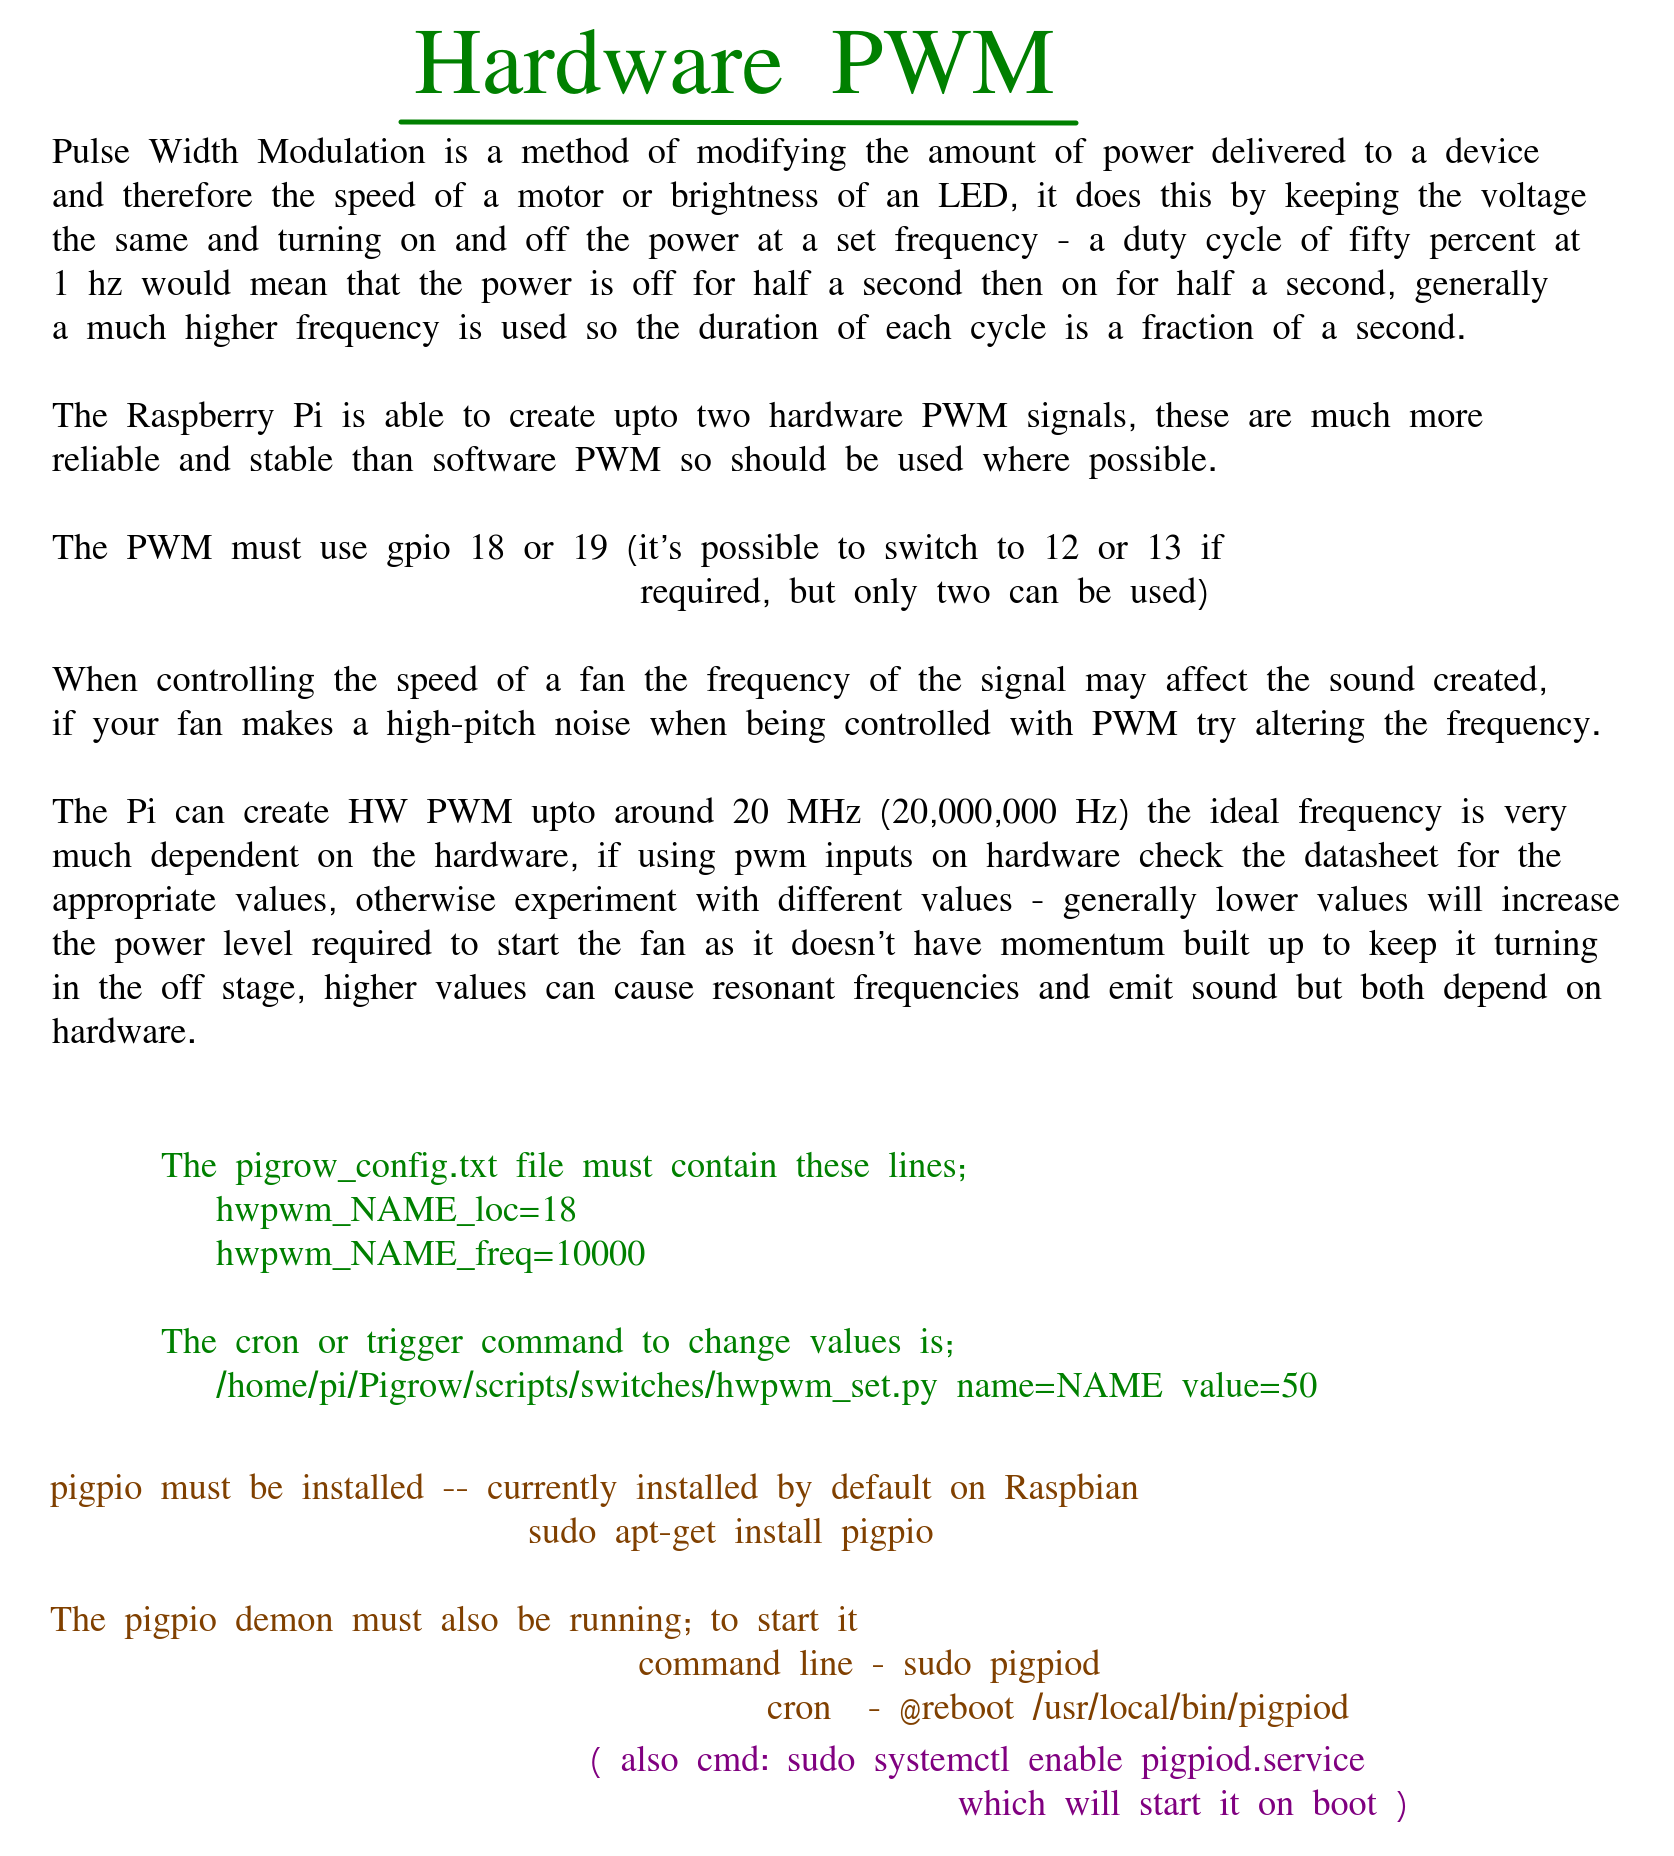 Hardware PWM
Pulse Width Modulation is a method of modifying the amount of power delivered to a device
and therefore the speed of a motor or brightness of an LED, it does this by keeping the voltage
the same and turning on and off the power at a set frequency - a duty cycle of fifty percent at
1 hz would mean that the power is off for half a second then on for half a second, generally
a much higher frequency is used so the duration of each cycle is a fraction of a second.
The Raspberry Pi is able to create upto two hardware PWM signals, these are much more
reliable and stable than software PWM so should be used where possible.
The PWM must use gpio 18 or 19 (it's possible to switch to 12 or 13 if
required, but only two can be used)
When controlling the speed of a fan the frequency of the signal may affect the sound created,
if your fan makes a high-pitch noise when being controlled with PWM try altering the frequency.
The Pi can create HW PWM upto around 20 MHz (20,000,000 Hz) the ideal frequency is very
much dependent on the hardware, if using pwm inputs on hardware check the datasheet for the
appropriate values, otherwise experiment with different values - generally lower values will increase
the power level required to start the fan as it doesn't have momentum built up to keep it turning
in the off stage, higher values can cause resonant frequencies and emit sound but both depend on
hardware.
The pigrow_config.txt file must contain these lines;
hwpwm_NAME_loc=18
hwpwm_NAME_freq=10000
The cron or trigger command to change values is;
/home/pi/Pigrow/scripts/switches/hwpwm_set.py name=NAME value=50
pigpio must be installed -- currently installed by default on Raspbian
sudo apt-get install pigpio
The pigpio demon must also be running; to start it
command line - sudo pigpiod
cron - @reboot /usr/local/bin/pigpiod
( also cmd: sudo systemctl enable pigpiod.service
which will start it on boot )